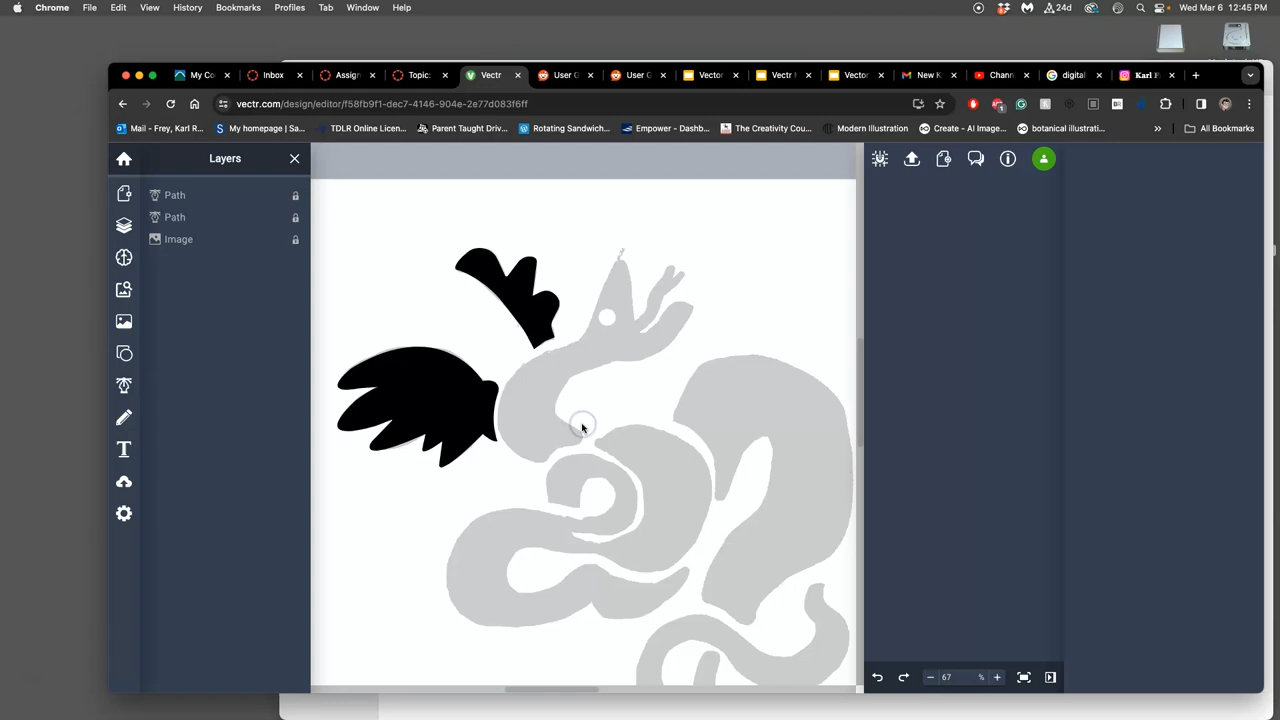 Chrome File Edit View History Bookmarks Profiles Tab Window Help 24d Wed Mar 6 12:45 PM
My Co Inbox Assign Topic: Vectr User G User G Vector Vectr Vector New K Chann digital Karl F
vectr.com/design/editor/f58bfb9f1-dec7-4146-904e-2e77d083f6ff
Mail - Frey, Karl R... My homepage | Sa... TDLR Online Licen... Parent Taught Driv... Rotating Sandwich... Empower - Dashb... The Creativity Cou... Modern Illustration Create - AI Image... botanical illustrati... » All Bookmarks
Layers
Path
Path
Image
67 %